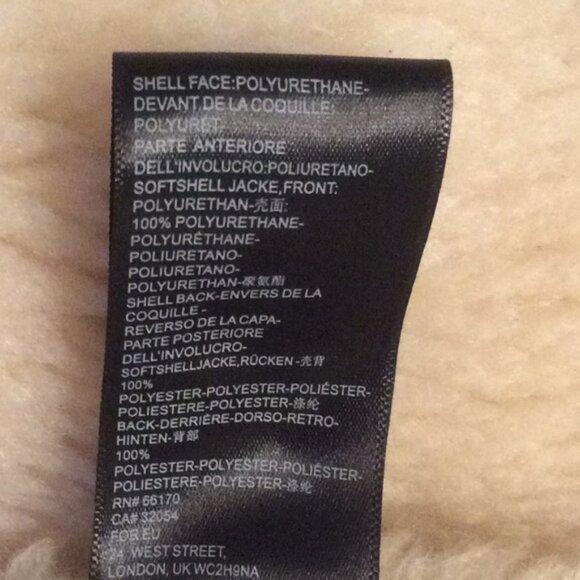 SHELL FACE:POLYURETHANE-
DEVANT DE LA COQUILLE:
POLYURET
PARTE ANTERIORE
DELL'INVOLUCRO:POLIURETANO-
SOFTSHELL JACKE,FRONT:
POLYURETHAN-壳面:
100% POLYURETHANE-
POLYURÉTHANE-
POLIURETANO-
POLIURETANO-
POLYURETHAN-聚氨酯
SHELL BACK-ENVERS DE LA
COQUILLE -
REVERSO DE LA CAPA-
PARTE POSTERIORE
DELL'INVOLUCRO-
SOFTSHELLJACKE,RÜCKEN -壳背
100%
POLYESTER-POLYESTER-POLIÉSTER-
POLIESTERE-POLYESTER-涤纶
BACK-DERRIÈRE-DORSO-RETRO-
HINTEN-背部
100%
POLYESTER-POLYESTER-POLIÉSTER-
POLIESTERE-POLYESTER-涤纶
RN# 66170
CA# 32054
FOR EU
24 WEST STREET,
LONDON, UK WC2H9NA